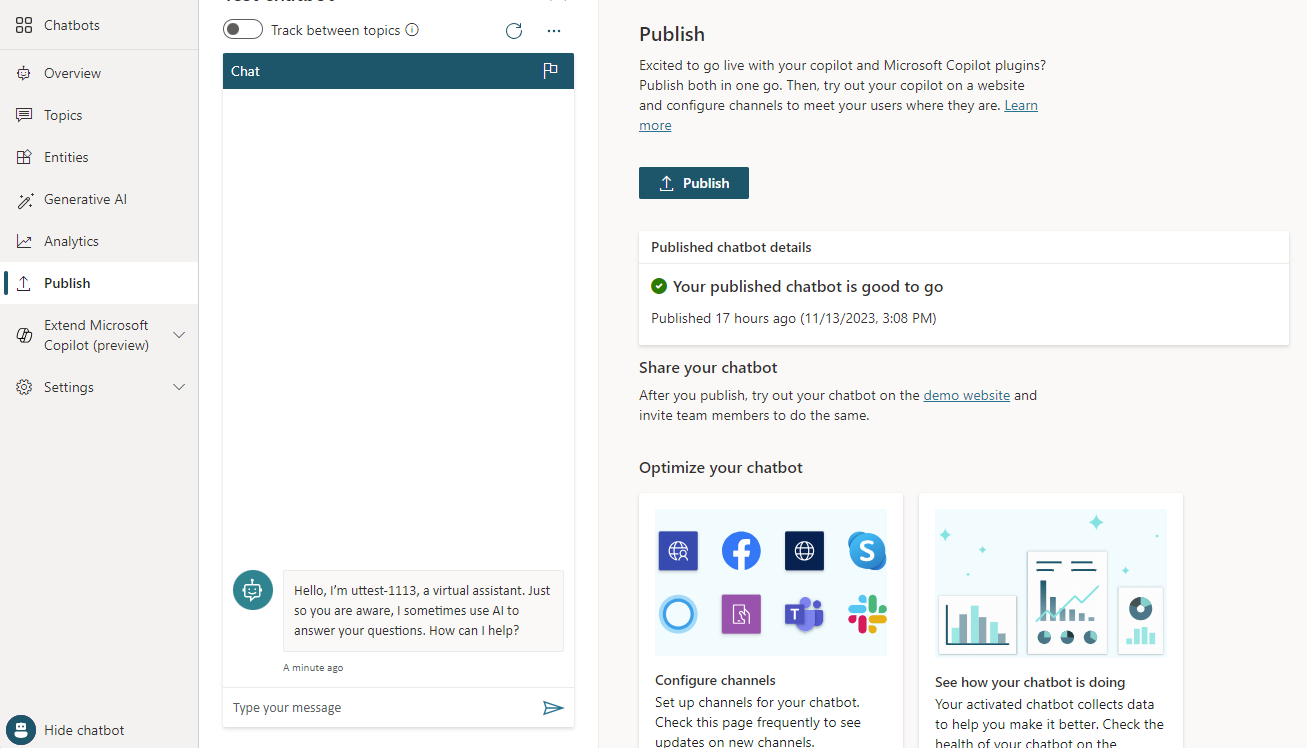 Chatbots
Overview
Topics
Entities
Generative AI
Analytics
Publish
Extend Microsoft
Copilot (preview)
Settings
Hide chatbot
Track between topics
Chat
Hello, I'm uttest-1113, a virtual assistant. Just
so you are aware, I sometimes use AI to
answer your questions. How can I help?
A minute ago
Type your message
Publish
Excited to go live with your copilot and Microsoft Copilot plugins?
Publish both in one go. Then, try out your copilot on a website
and configure channels to meet your users where they are. Learn
more
Publish
Published chatbot details
Your published chatbot is good to go
Published 17 hours ago (11/13/2023, 3:08 PM)
Share your chatbot
After you publish, try out your chatbot on the demo website and
invite team members to do the same.
Optimize your chatbot
S
T
Configure channels
Set up channels for your chatbot.
Check this page frequently to see
updates on new channels.
See how your chatbot is doing
Your activated chatbot collects data
to help you make it better. Check the
health of your chatbot on the